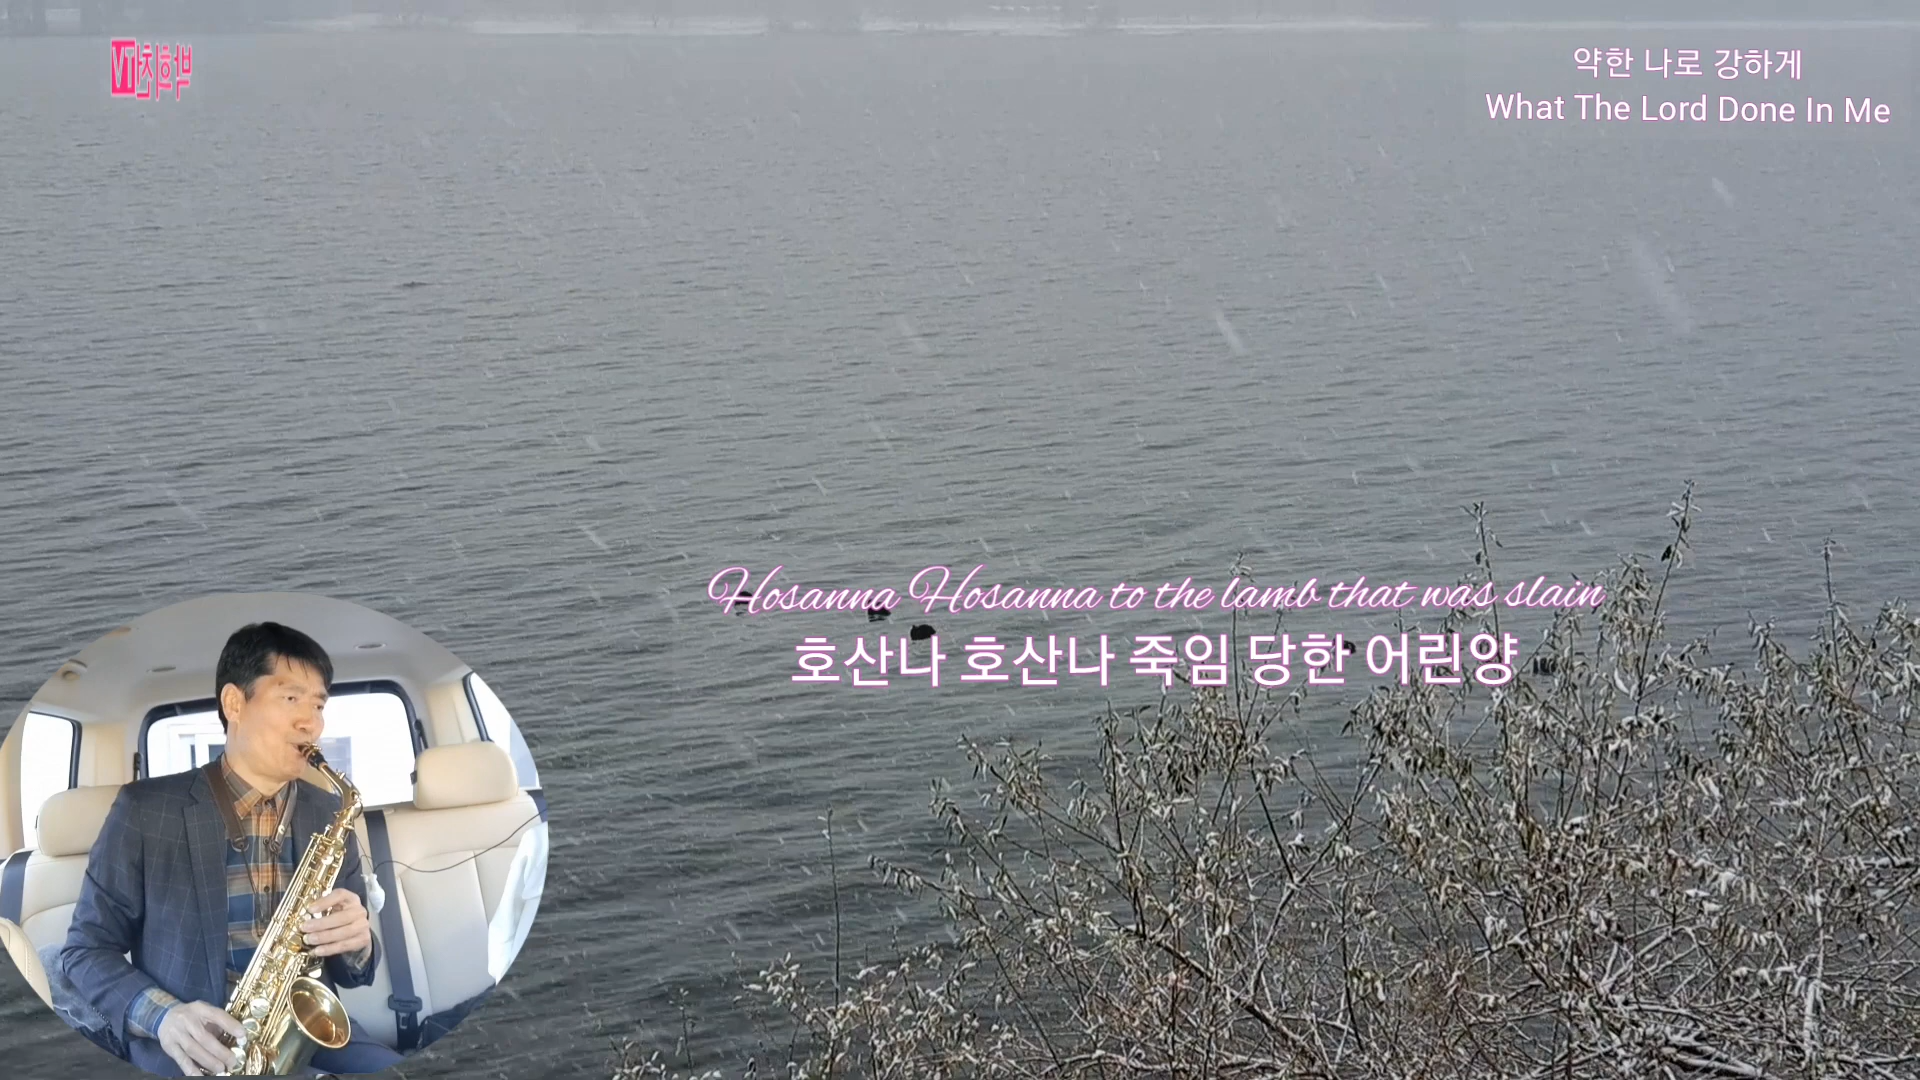 약한 나로 강하게
What The Lord Done In Me
Hosanna Hosanna to the lamb that was slain
호산나 호산나 죽임 당한 어린양